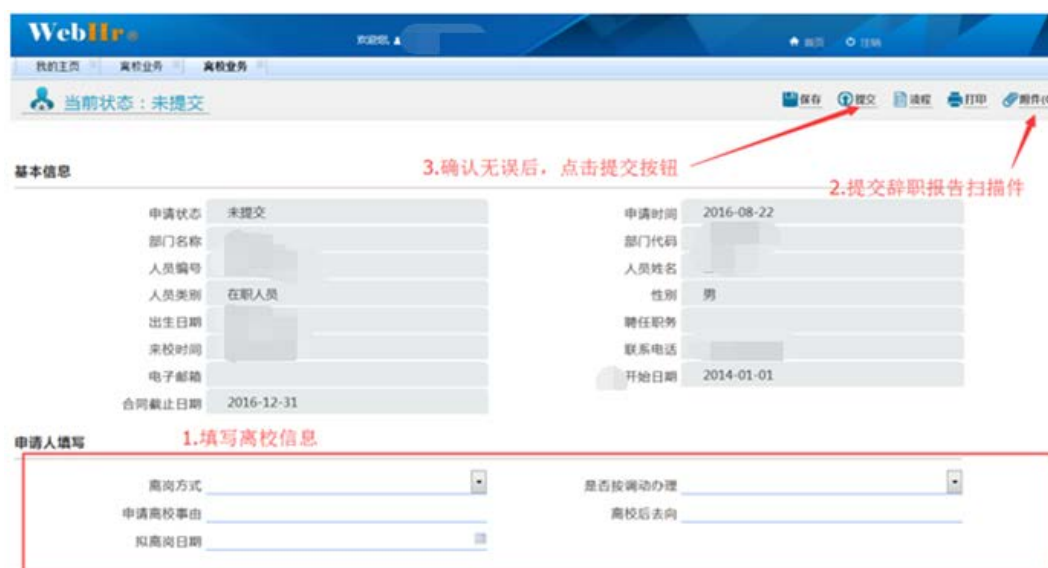 WebHr®
欢迎您, 首页 注销
我的主页 离校业务 离校业务
当前状态：未提交 保存 提交 流程 打印 附件(
3.确认无误后，点击提交按钮
基本信息
2.提交辞职报告扫描件
申请状态 未提交 申请时间 2016-08-22
部门名称 部门代码
人员编号 人员姓名
人员类别 在职人员 性别 男
出生日期 聘任职务
来校时间 联系电话
电子邮箱 开始日期 2014-01-01
合同截止日期 2016-12-31
申请人填写 1.填写离校信息
离岗方式 是否按调动办理
申请离校事由 离校后去向
拟离岗日期